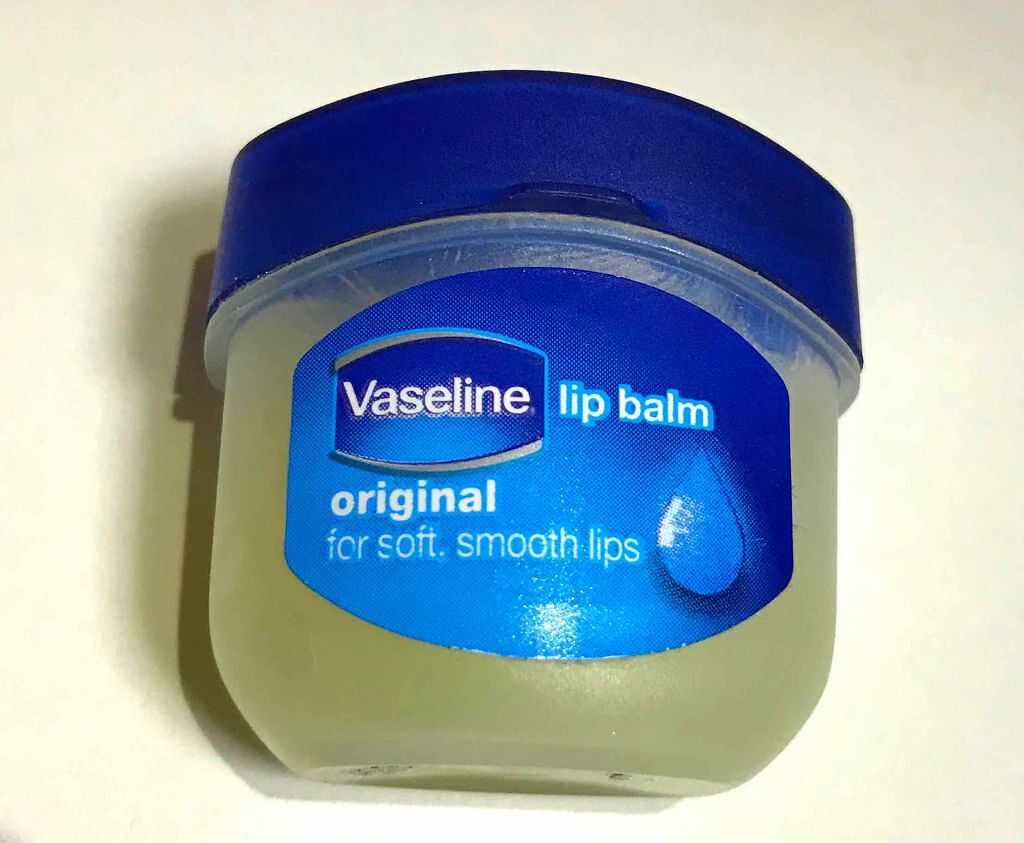 Vaseline lip balm
original
for soft, smooth lips